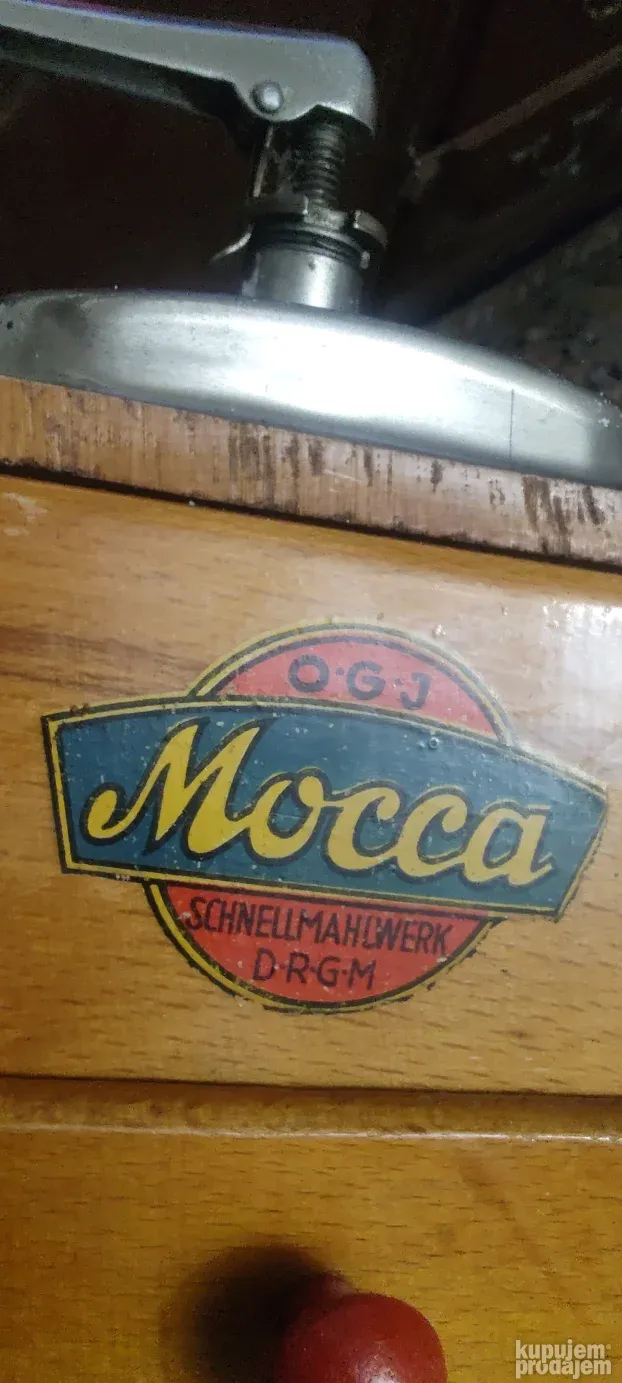 O·G·J
Mocca
SCHNELLMAHLWERK
D·R·G·M
kupujem
prodajem